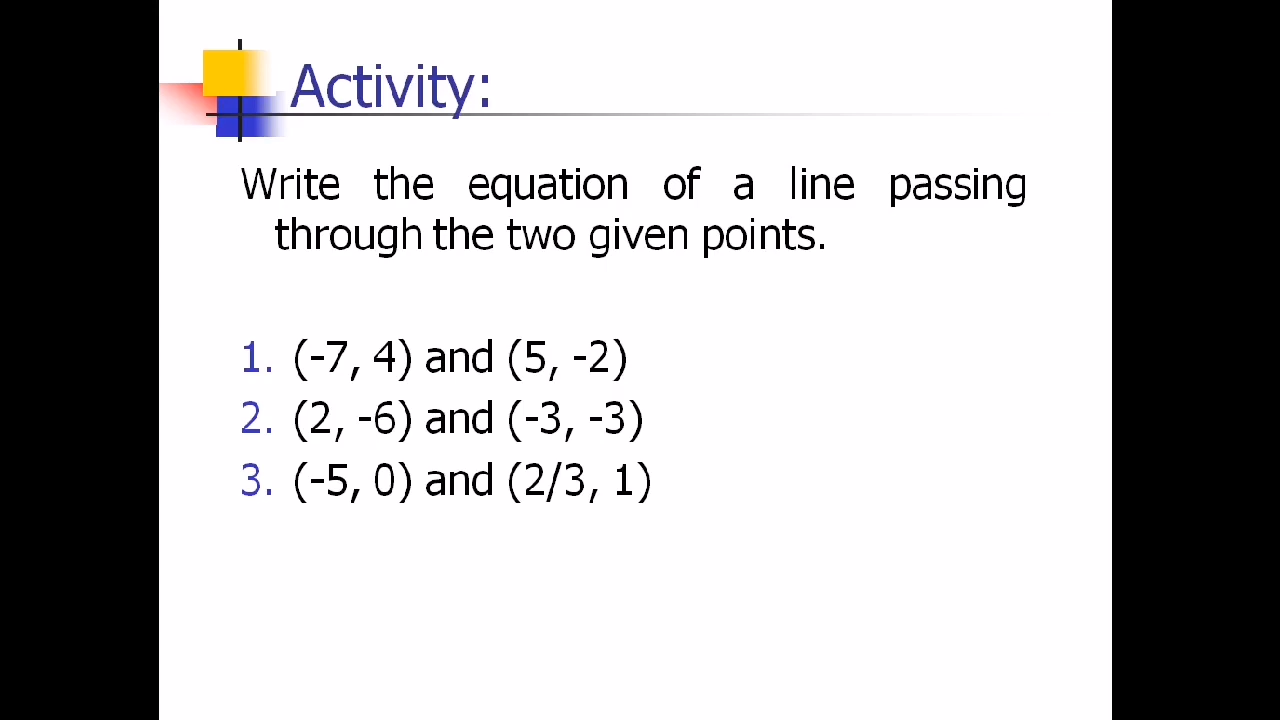 Activity:
Write the equation of a line passing
through the two given points.
1. (-7, 4) and (5, -2)
2. (2, -6) and (-3, -3)
3. (-5, 0) and (2/3, 1)